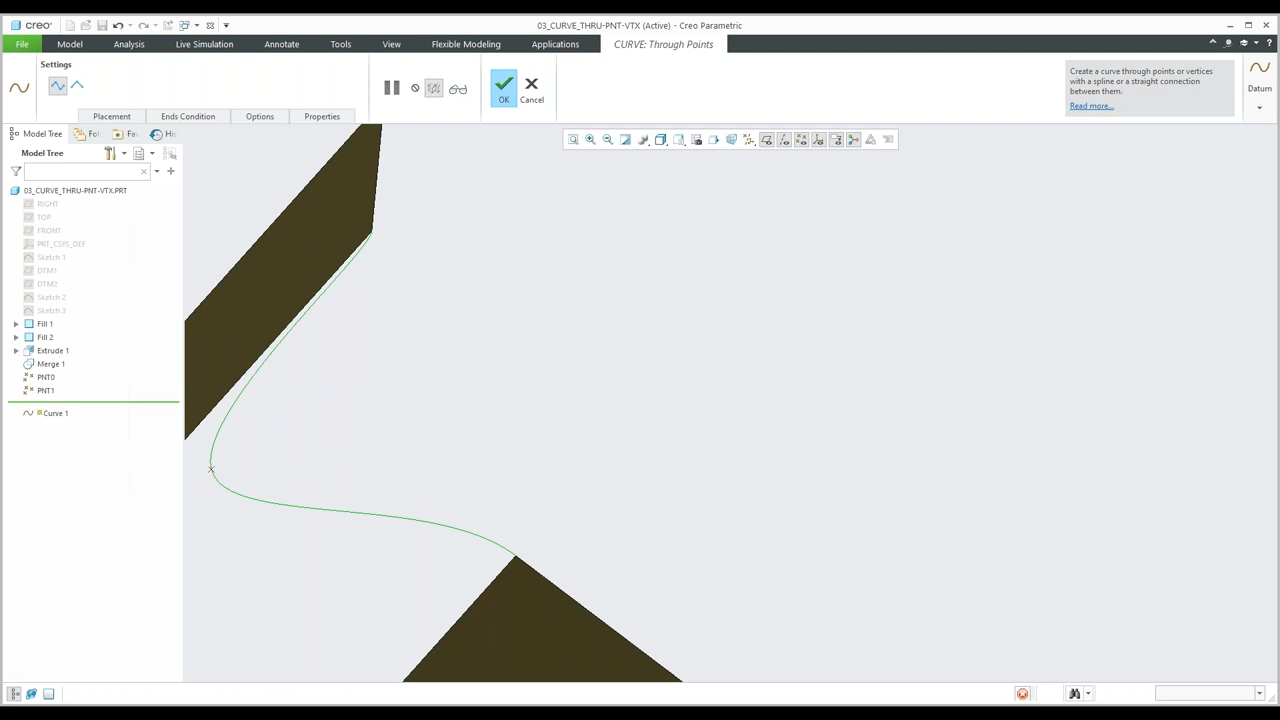 creo°
03_CURVE_THRU-PNT-VTX (Active) - Creo Parametric
File Model Analysis Live Simulation Annotate Tools View Flexible Modeling Applications CURVE: Through Points
Settings
OK
Cancel
Create a curve through points or vertices
with a spline or a straight connection
between them.
Read more...
Datum
Placement Ends Condition Options Properties
Model Tree Fol Fa His
Model Tree
03_CURVE_THRU-PNT-VTX.PRT
RIGHT
TOP
FRONT
PRT_CSYS_DEF
Sketch 1
DTM1
DTM2
Sketch 2
Sketch 3
Fill 1
Fill 2
Extrude 1
Merge 1
PNT0
PNT1
Curve 1